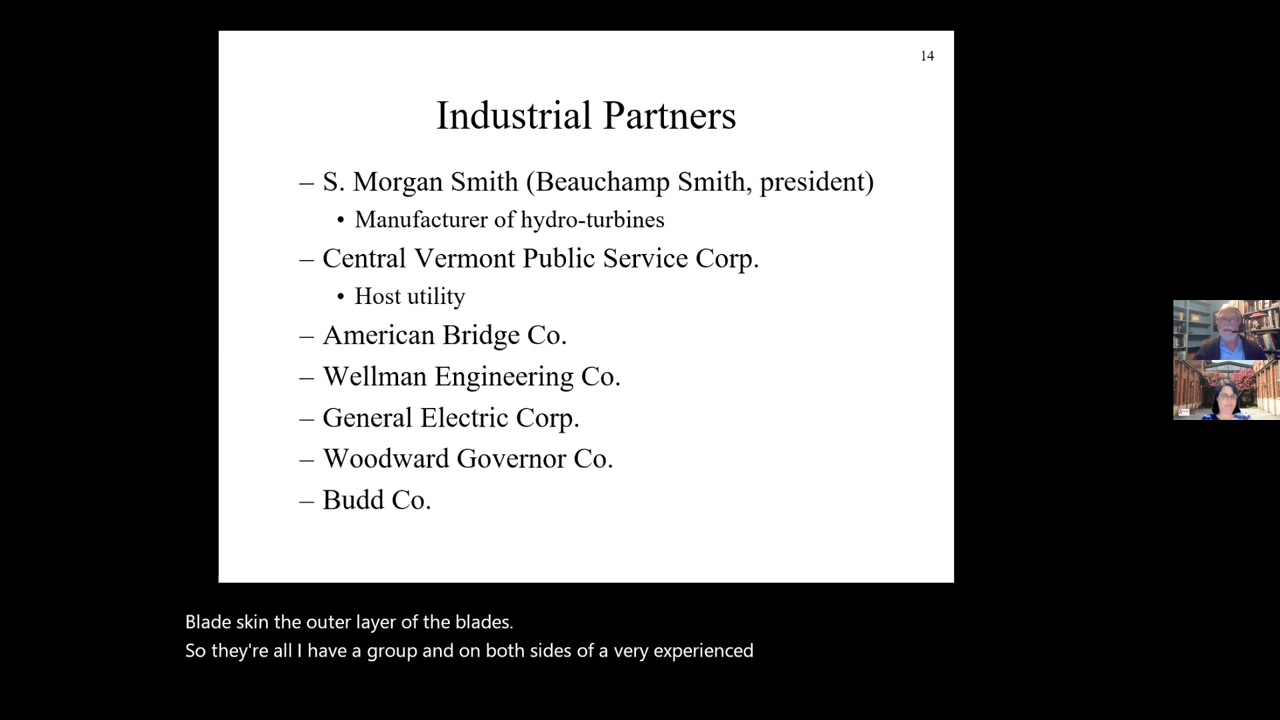 14
Industrial Partners
– S. Morgan Smith (Beauchamp Smith, president)
• Manufacturer of hydro-turbines
– Central Vermont Public Service Corp.
• Host utility
– American Bridge Co.
– Wellman Engineering Co.
– General Electric Corp.
– Woodward Governor Co.
– Budd Co.
Blade skin the outer layer of the blades.
So they're all I have a group and on both sides of a very experienced